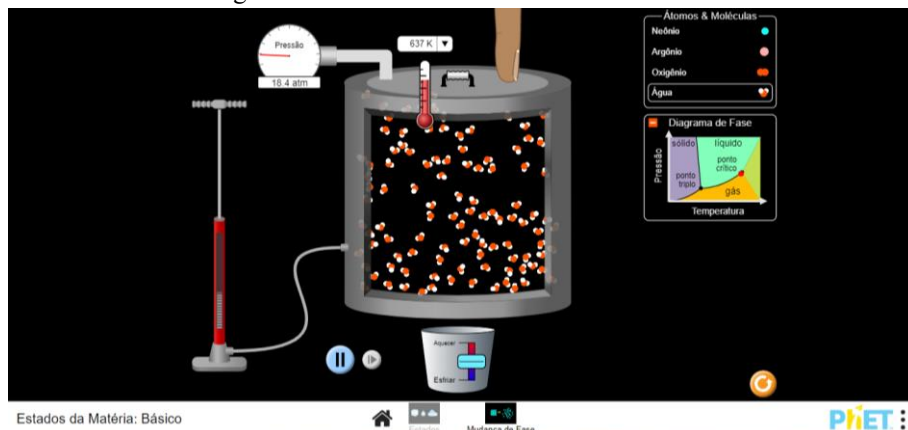 Pressão
18.4 atm
637 K
Átomos & Moléculas
Neônio
Argônio
Oxigênio
Água
Diagrama de Fase
sólido
líquido
ponto
crítico
ponto
triplo
gás
Pressão
Temperatura
Aquecer
Esfriar
Estados da Matéria: Básico
Estados
Mudança de Fase
PhET